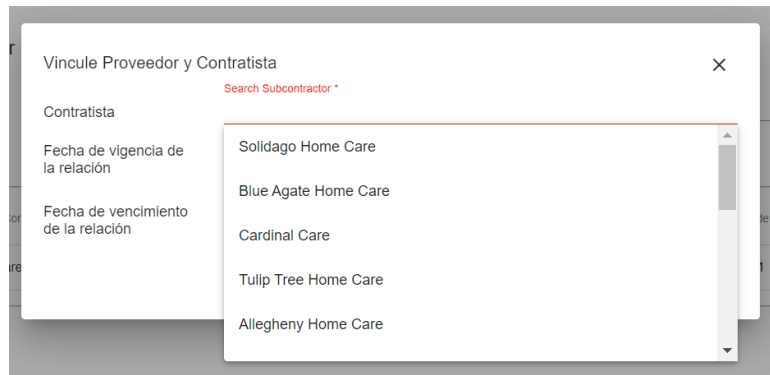 Vincule Proveedor y Contratista
Search Subcontractor *
Contratista
Fecha de vigencia de
la relación
Fecha de vencimiento
de la relación
Solidago Home Care
Blue Agate Home Care
Cardinal Care
Tulip Tree Home Care
Allegheny Home Care